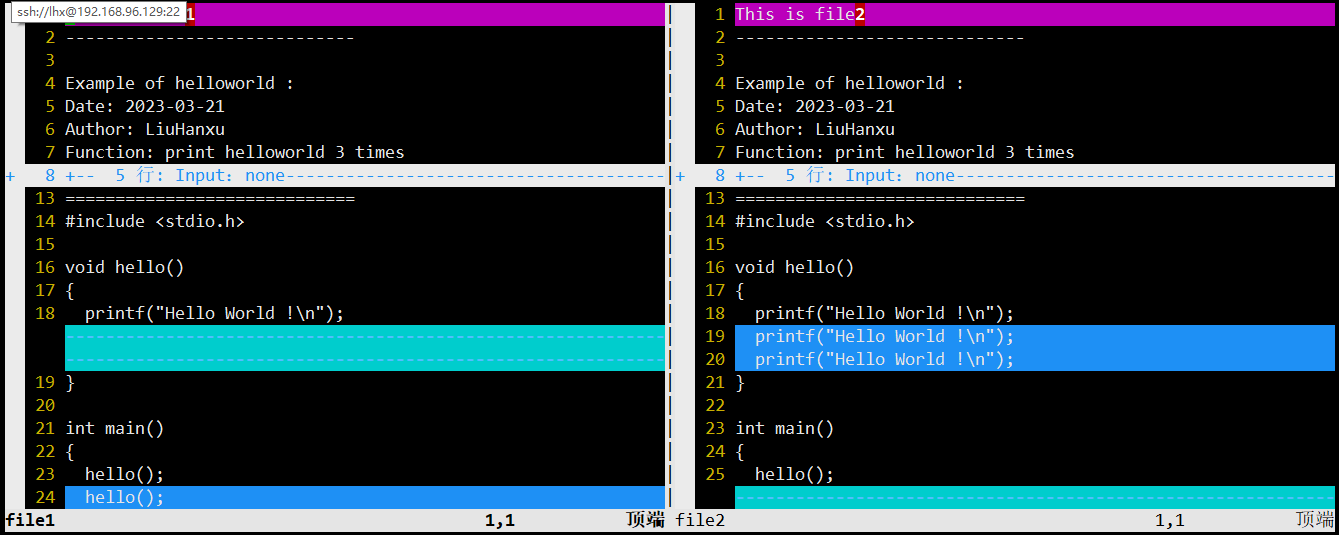 ssh://lhx@192.168.96.129:22
1
2 -----------------------------
3
4 Example of helloworld :
5 Date: 2023-03-21
6 Author: LiuHanxu
7 Function: print helloworld 3 times
+ 8 +-- 5 行: Input: none--------------------------------------
13 =============================
14 #include <stdio.h>
15
16 void hello()
17 {
18 printf("Hello World !\n");
------------------------------------------------------------
------------------------------------------------------------
19 }
20
21 int main()
22 {
23 hello();
24 hello();
file1 1,1 顶端
1 This is file2
2 -----------------------------
3
4 Example of helloworld :
5 Date: 2023-03-21
6 Author: LiuHanxu
7 Function: print helloworld 3 times
+ 8 +-- 5 行: Input: none--------------------------------------
13 =============================
14 #include <stdio.h>
15
16 void hello()
17 {
18 printf("Hello World !\n");
19 printf("Hello World !\n");
20 printf("Hello World !\n");
21 }
22
23 int main()
24 {
25 hello();
------------------------------------------------------------
file2 1,1 顶端